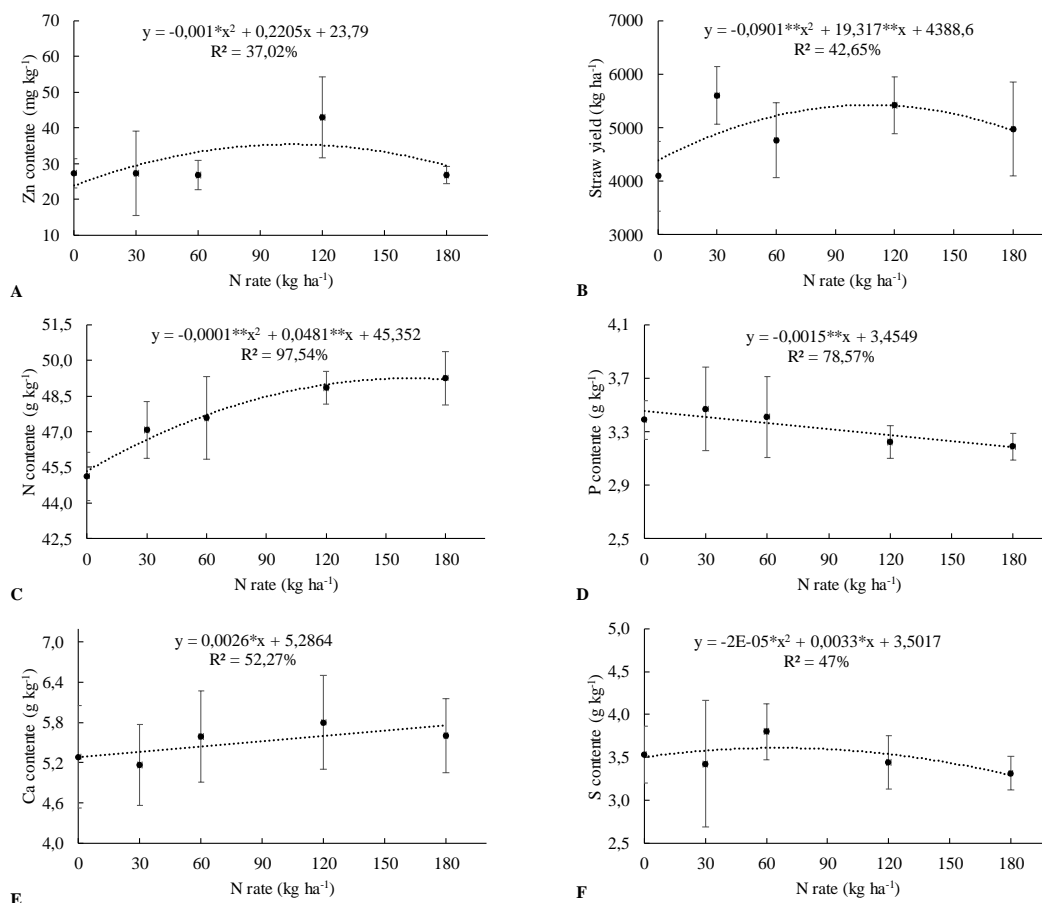 y = -0,001*x² + 0,2205x + 23,79
R² = 37,02%
Zn contente (mg kg⁻¹)
70
60
50
40
30
20
10
0 30 60 90 120 150 180
N rate (kg ha⁻¹)
A
y = -0,0901**x² + 19,317**x + 4388,6
R² = 42,65%
Straw yield (kg ha⁻¹)
7000
6000
5000
4000
3000
0 30 60 90 120 150 180
N rate (kg ha⁻¹)
B
y = -0,0001**x² + 0,0481**x + 45,352
R² = 97,54%
N contente (g kg⁻¹)
51,5
50,0
48,5
47,0
45,5
44,0
42,5
0 30 60 90 120 150 180
N rate (kg ha⁻¹)
C
y = -0,0015**x + 3,4549
R² = 78,57%
P contente (g kg⁻¹)
4,1
3,7
3,3
2,9
2,5
0 30 60 90 120 150 180
N rate (kg ha⁻¹)
D
y = 0,0026*x + 5,2864
R² = 52,27%
Ca contente (g kg⁻¹)
7,0
6,4
5,8
5,2
4,6
4,0
0 30 60 90 120 150 180
N rate (kg ha⁻¹)
E
y = -2E-05*x² + 0,0033*x + 3,5017
R² = 47%
S contente (g kg⁻¹)
5,0
4,5
4,0
3,5
3,0
2,5
0 30 60 90 120 150 180
N rate (kg ha⁻¹)
F